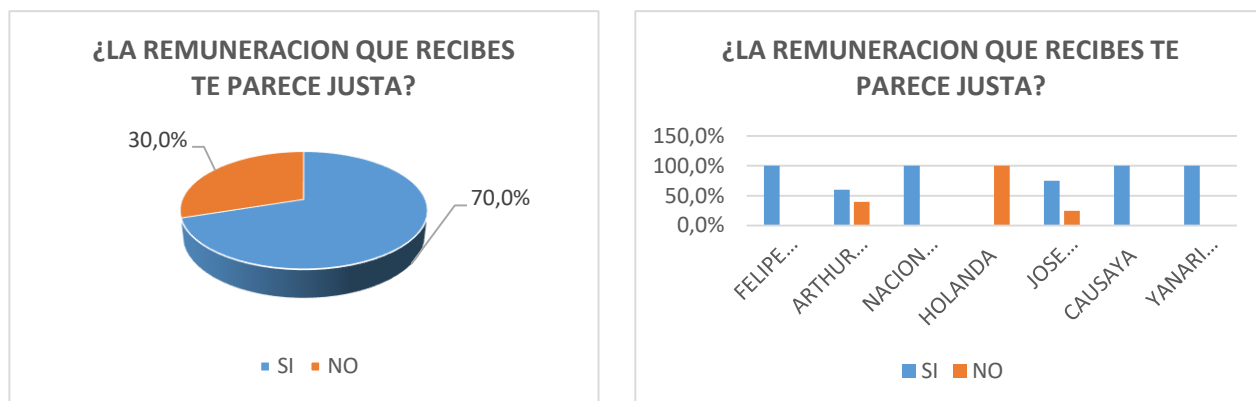 ¿LA REMUNERACION QUE RECIBES
TE PARECE JUSTA?
30,0%
70,0%
SI NO
¿LA REMUNERACION QUE RECIBES TE
PARECE JUSTA?
150,0%
100,0%
50,0%
0,0%
FELIPE...
ARTHUR...
NACION...
HOLANDA
JOSE...
CAUSAYA
YANARI...
SI NO